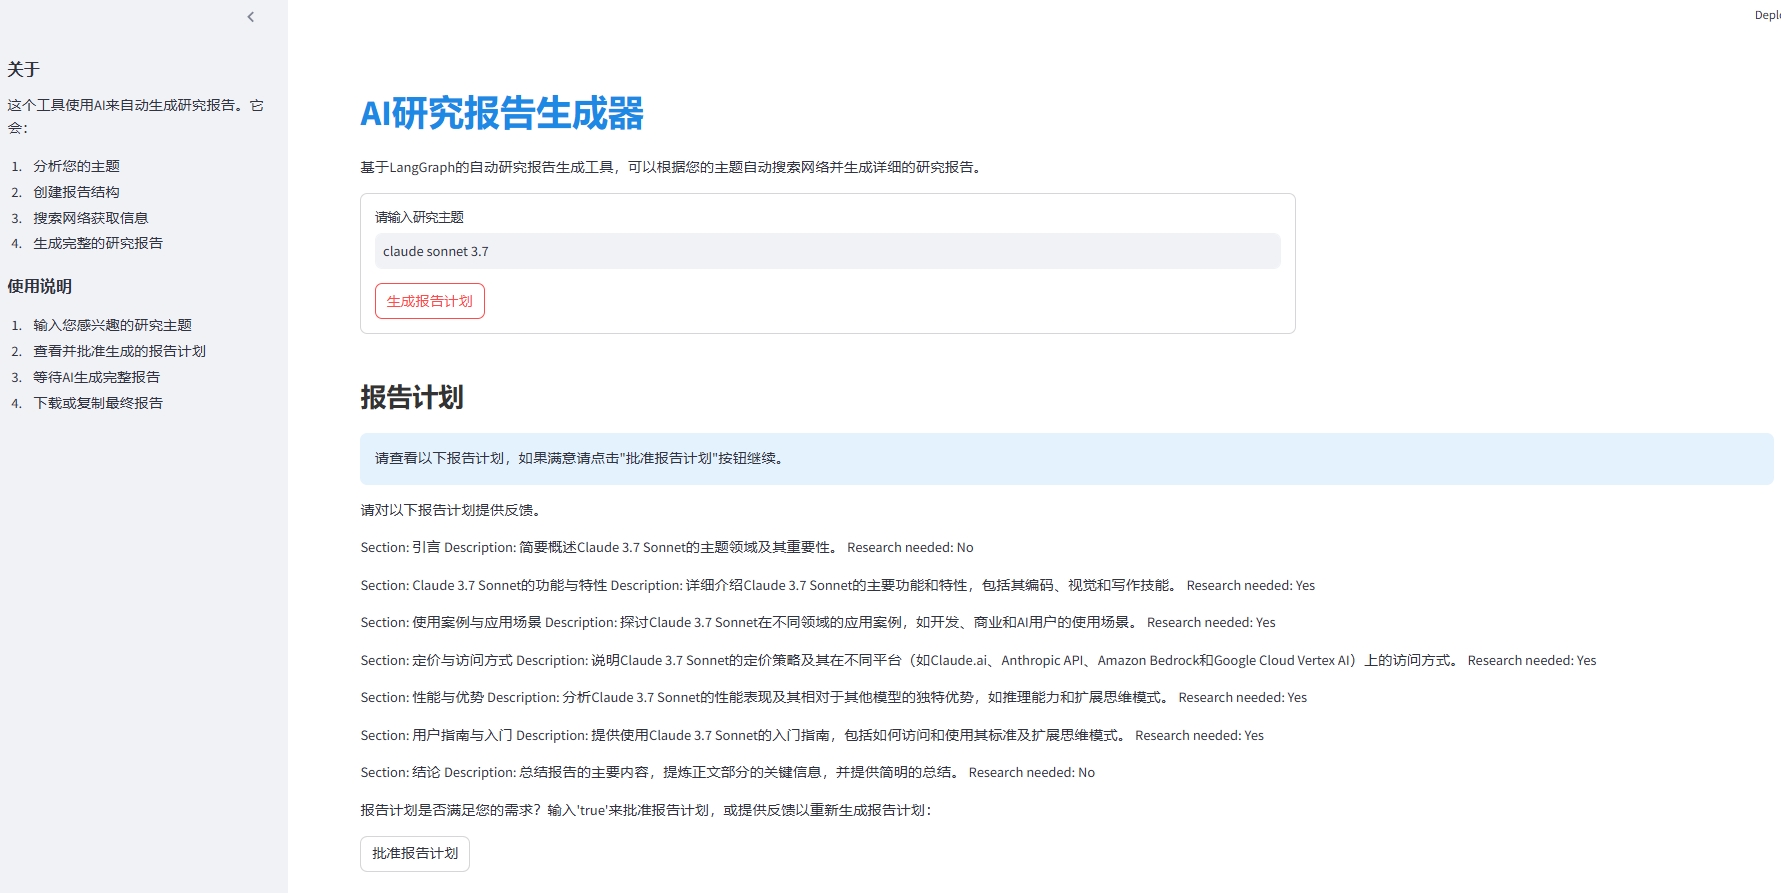 关于
这个工具使用AI来自动生成研究报告。它
会：
1. 分析您的主题
2. 创建报告结构
3. 搜索网络获取信息
4. 生成完整的研究报告
使用说明
1. 输入您感兴趣的研究主题
2. 查看并批准生成的报告计划
3. 等待AI生成完整报告
4. 下载或复制最终报告
AI研究报告生成器
基于LangGraph的自动研究报告生成工具，可以根据您的主题自动搜索网络并生成详细的研究报告。
请输入研究主题
claude sonnet 3.7
生成报告计划
报告计划
请查看以下报告计划，如果满意请点击"批准报告计划"按钮继续。
请对以下报告计划提供反馈。
Section: 引言 Description: 简要概述Claude 3.7 Sonnet的主题领域及其重要性。 Research needed: No
Section: Claude 3.7 Sonnet的功能与特性 Description: 详细介绍Claude 3.7 Sonnet的主要功能和特性，包括其编码、视觉和写作技能。 Research needed: Yes
Section: 使用案例与应用场景 Description: 探讨Claude 3.7 Sonnet在不同领域的应用案例，如开发、商业和AI用户的使用场景。 Research needed: Yes
Section: 定价与访问方式 Description: 说明Claude 3.7 Sonnet的定价策略及其在不同平台（如Claude.ai、Anthropic API、Amazon Bedrock和Google Cloud Vertex AI）上的访问方式。 Research needed: Yes
Section: 性能与优势 Description: 分析Claude 3.7 Sonnet的性能表现及其相对于其他模型的独特优势，如推理能力和扩展思维模式。 Research needed: Yes
Section: 用户指南与入门 Description: 提供使用Claude 3.7 Sonnet的入门指南，包括如何访问和使用其标准及扩展思维模式。 Research needed: Yes
Section: 结论 Description: 总结报告的主要内容，提炼正文部分的关键信息，并提供简明的总结。 Research needed: No
报告计划是否满足您的需求？输入'true'来批准报告计划，或提供反馈以重新生成报告计划：
批准报告计划